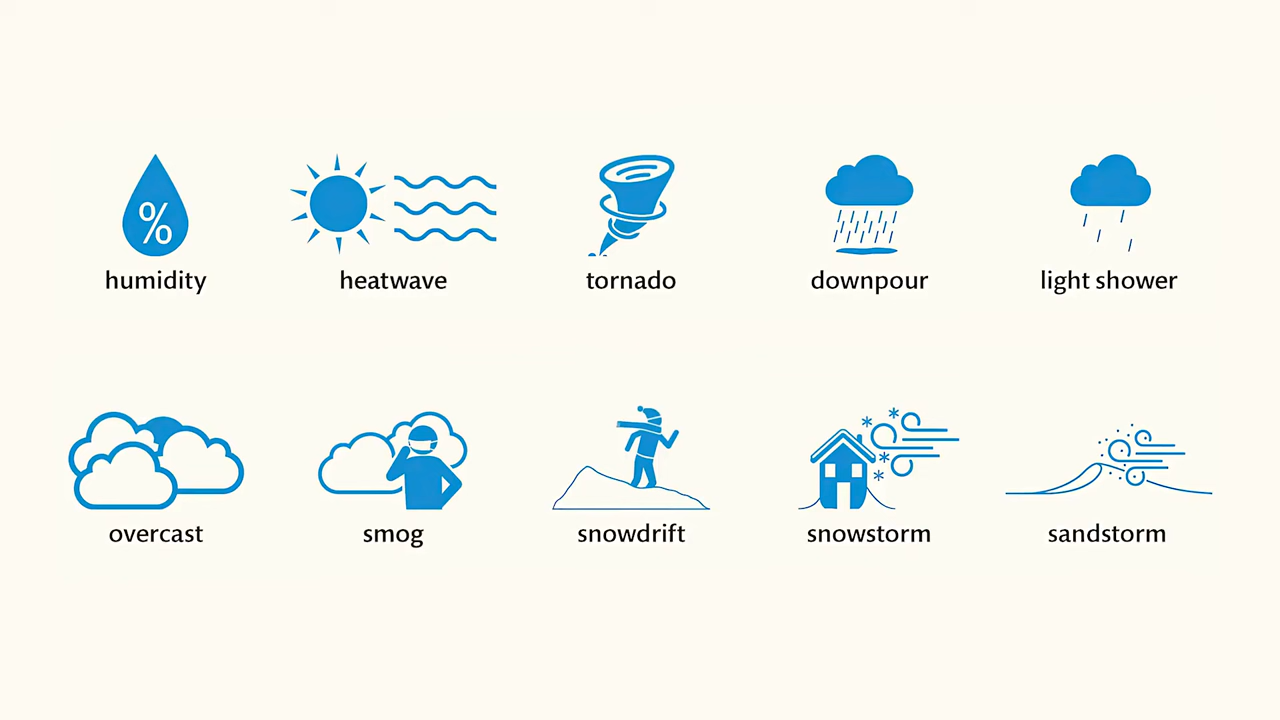 %
humidity
heatwave
tornado
downpour
light shower
overcast
smog
snowdrift
snowstorm
sandstorm